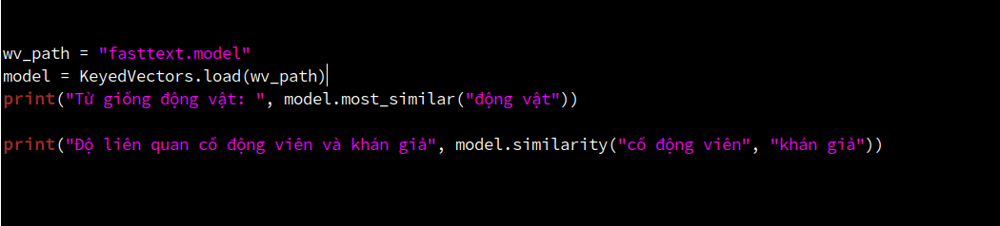 wv_path = "fasttext.model"
model = KeyedVectors.load(wv_path)
print("Từ giống động vật: ", model.most_similar("động vật"))
print("Độ liên quan cổ động viên và khán giả", model.similarity("cổ động viên", "khán giả"))